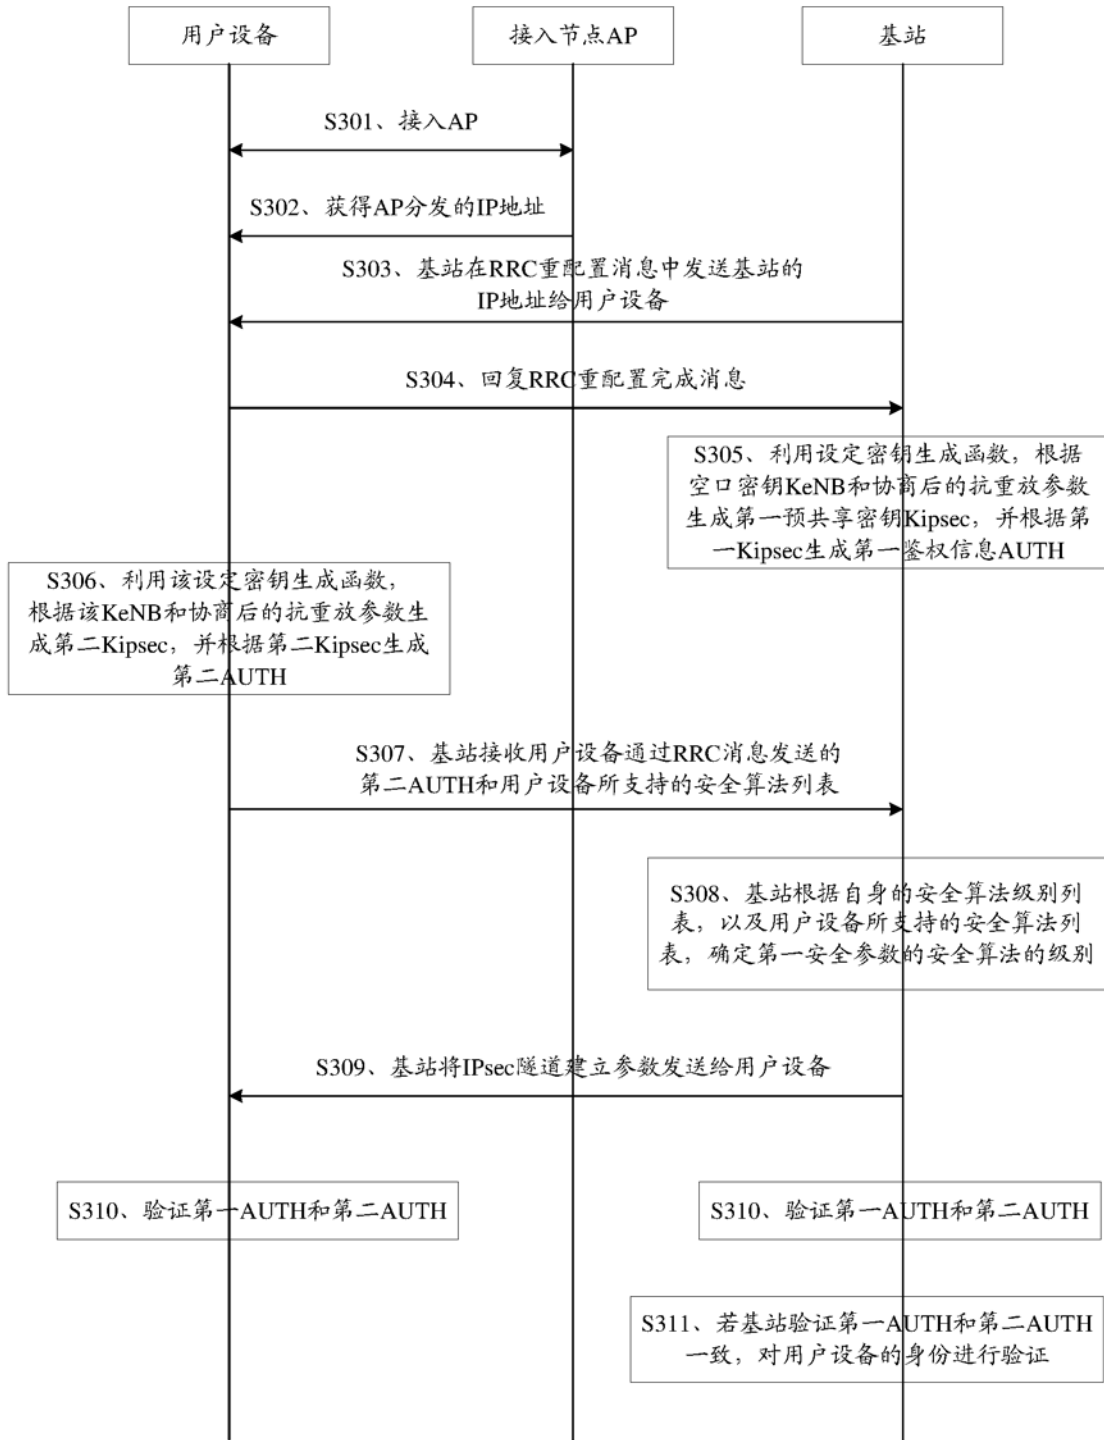 用户设备
接入节点AP
基站
S301、接入AP
S302、获得AP分发的IP地址
S303、基站在RRC重配置消息中发送基站的
IP地址给用户设备
S304、回复RRC重配置完成消息
S305、利用设定密钥生成函数，根据
空口密钥KeNB和协商后的抗重放参数
生成第一预共享密钥Kipsec，并根据第
一Kipsec生成第一鉴权信息AUTH
S306、利用该设定密钥生成函数，
根据该KeNB和协商后的抗重放参数生
成第二Kipsec，并根据第二Kipsec生成
第二AUTH
S307、基站接收用户设备通过RRC消息发送的
第二AUTH和用户设备所支持的安全算法列表
S308、基站根据自身的安全算法级别列
表，以及用户设备所支持的安全算法列
表，确定第一安全参数的安全算法的级别
S309、基站将IPsec隧道建立参数发送给用户设备
S310、验证第一AUTH和第二AUTH
S310、验证第一AUTH和第二AUTH
S311、若基站验证第一AUTH和第二AUTH
一致，对用户设备的身份进行验证